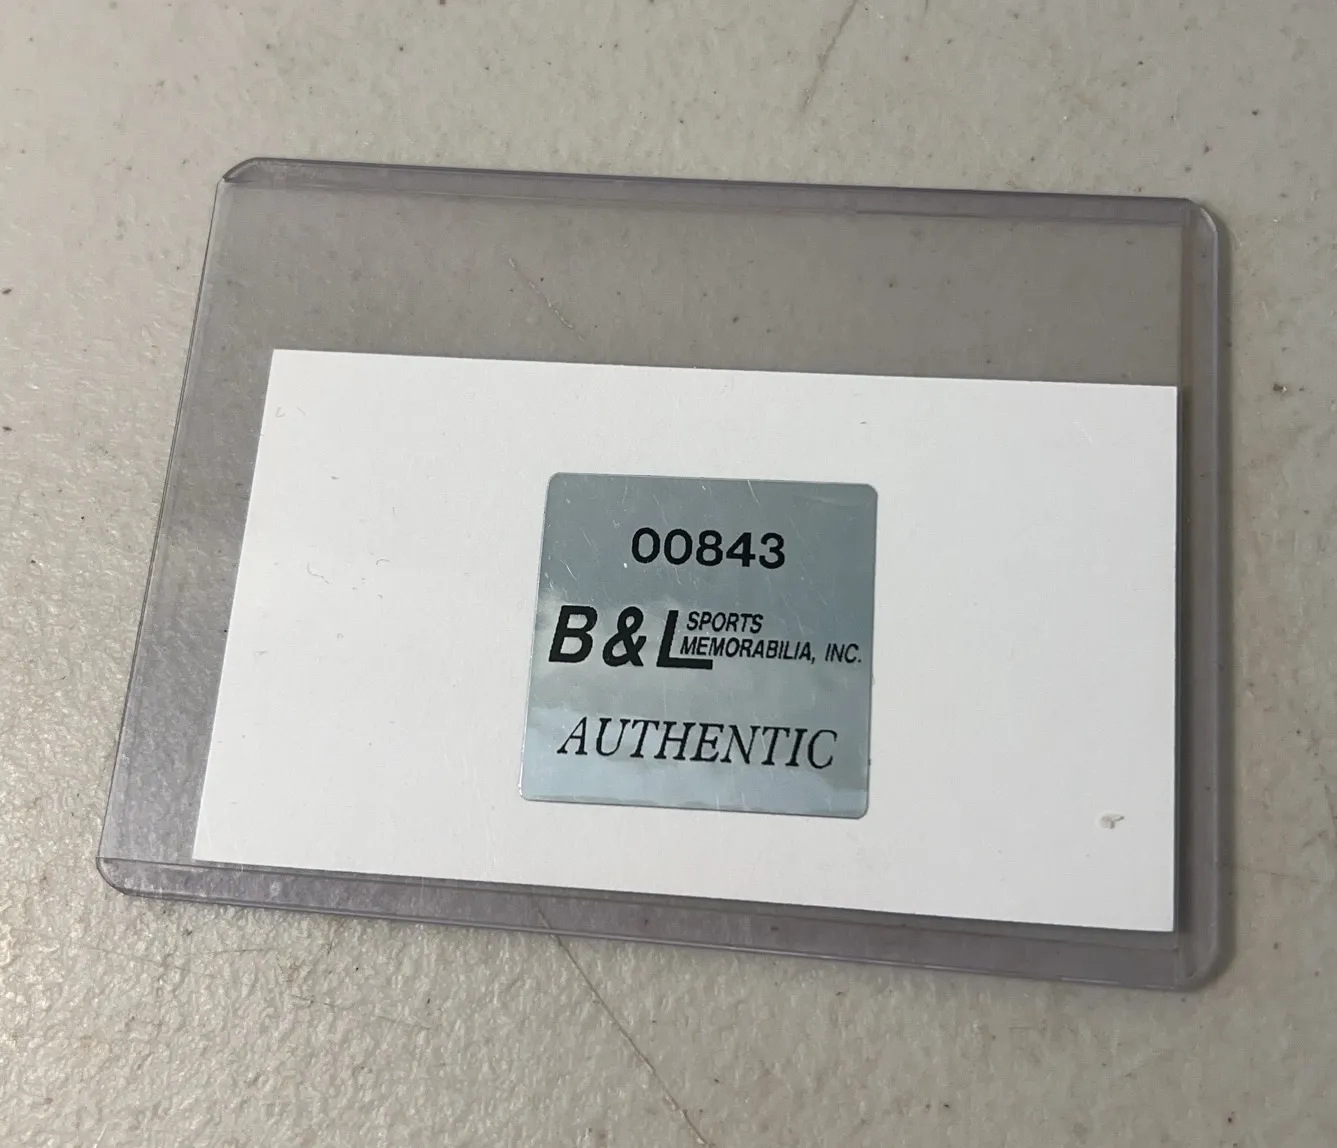 00843
B & L SPORTS
MEMORABILIA, INC.
AUTHENTIC